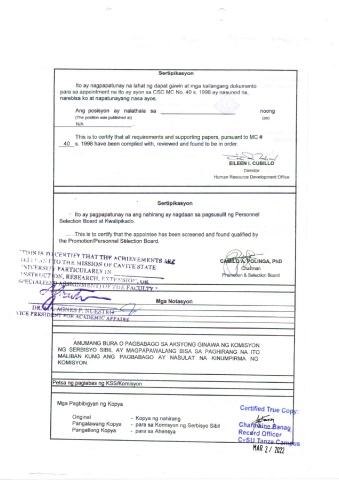 Sertipikasyon
Ito ay nagpapatunay na lahat ng dapat gawin at mga kailangang dokumento
para sa appointment na ito ay ayon sa CSC MC No. 40 s. 1998 ay nasunod na,
narebisa ko at napatunayang nasa ayos.
Ang posisyon ay nalathala sa noong
(The position was published at) (on)
N/A
This is to certify that all requirements and supporting papers, pursuant to MC #
40 s. 1998 have been complied with, reviewed and found to be in order
EILEEN I. CUBILLO
Director
Human Resource Development Office
Sertipikasyon
Ito ay pagpapatunay na ang nahirang ay nagdaan sa pagsusulit ng Personnel
Selection Board at Kwalipikado.
This is to certify that the appointee has been screened and found qualified by
the Promotion/Personnel Selection Board.
THIS IS TO CERTIFY THAT THE ACHIEVEMENTS ARE
TO THE MISSION OF CAVITE STATE
UNIVERSITY PARTICULARLY IN
INSTRUCTION, RESEARCH, EXTENSION, OR
SPECIALIZED ASSIGNMENTS OF THE FACULTY
CAMILO A. POLINGA, PhD
Chairman
Promotion & Selection Board
DR. AGNES P. NUESTRO
VICE PRESIDENT FOR ACADEMIC AFFAIRS
Mga Notasyon
ANUMANG BURA O PAGBABAGO SA AKSYONG GINAWA NG KOMISYON
NG SERBISYO SIBIL AY MAGPAPAWALANG BISA SA PAGHIRANG NA ITO
MALIBAN KUNG ANG PAGBABAGO AY NASULAT NA KINUMPIRMA NG
KOMISYON.
Petsa ng paglabas ng KSS/Komisyon
Mga Pagbibigyan ng Kopya
Original - Kopya ng nahirang
Pangalawang Kopya - para sa Komisyon ng Serbisyo Sibil
Pangatlong Kopya - para sa Ahensya
Certified True Copy:
Charmaine Banag
Record Officer
CvSU Tanza Campus
MAR 21 2022